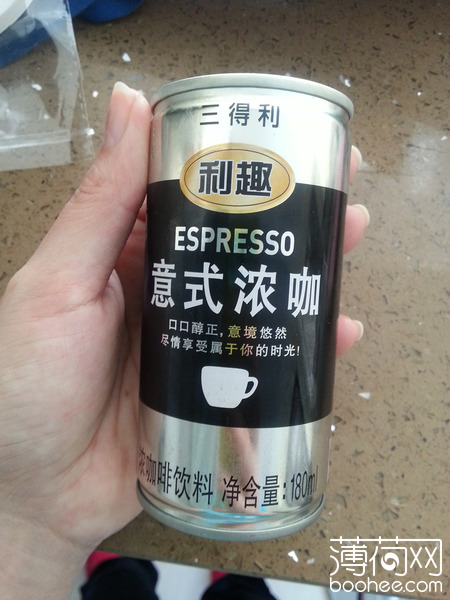 三得利
利趣
ESPRESSO
意式浓咖
口口醇正,意境悠然
尽情享受属于你的时光!
浓咖啡饮料 净含量:180ml
薄荷网
boohee.com